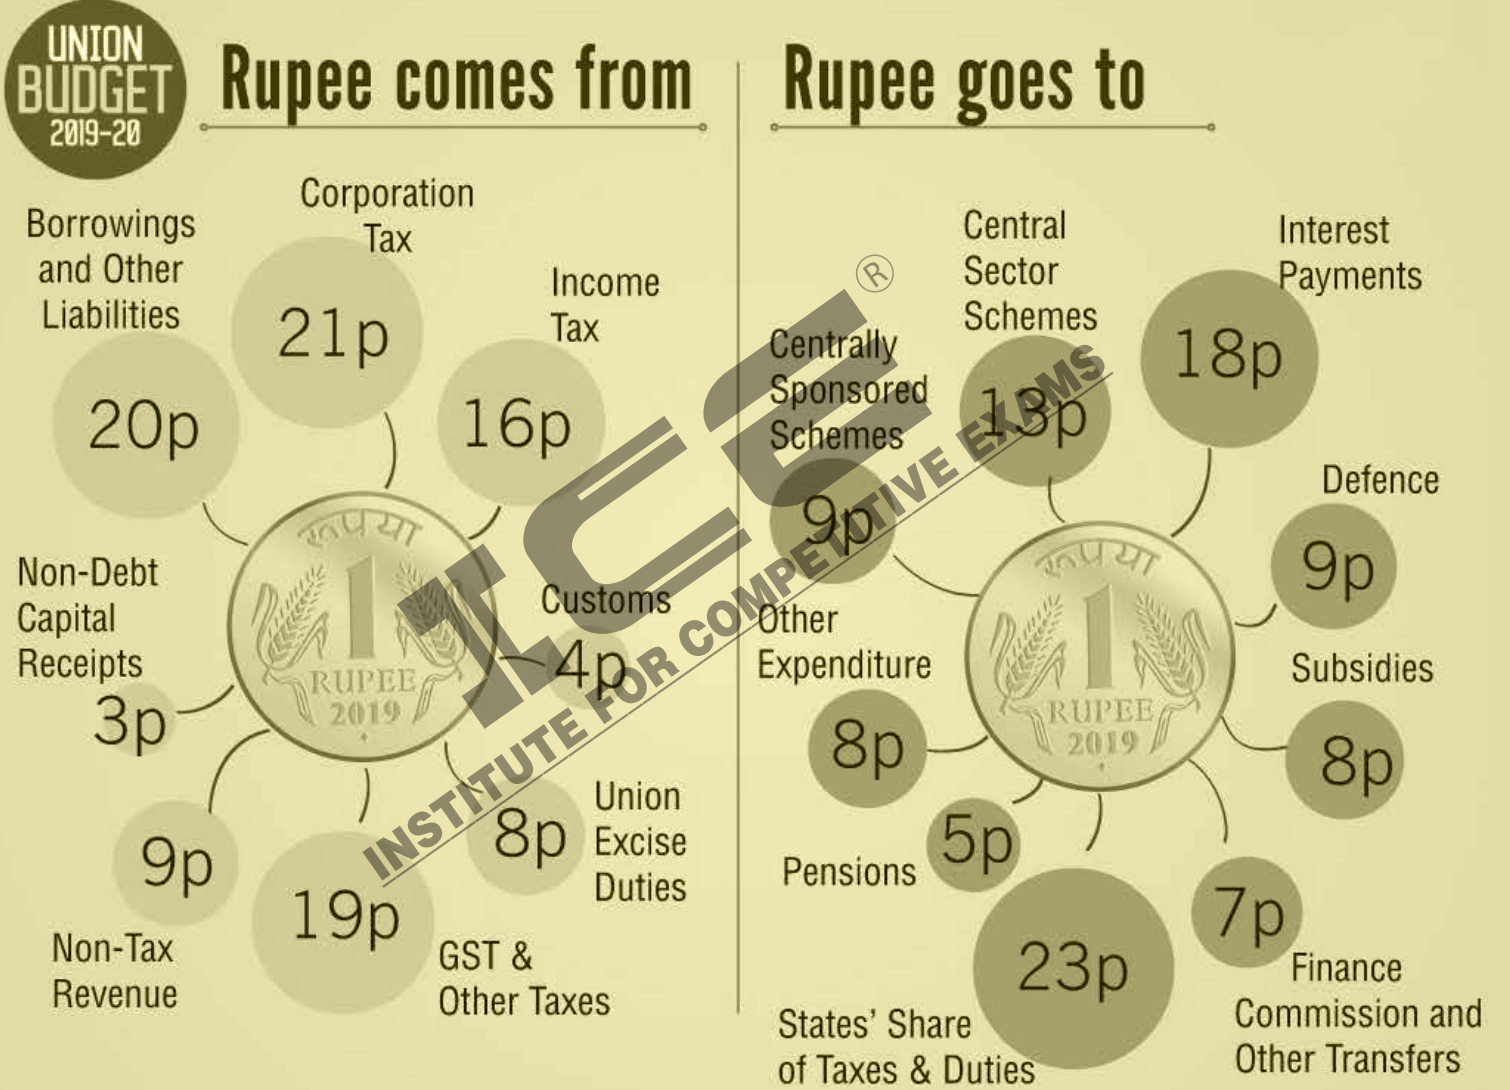 UNION
BUDGET
2019-20
Rupee comes from
Borrowings
and Other
Liabilities
20p
Corporation
Tax
21p
Income
Tax
16p
Customs
4p
Union
Excise
Duties
8p
GST &
Other Taxes
19p
Non-Tax
Revenue
9p
Non-Debt
Capital
Receipts
3p
रूपया
1
RUPEE
2019
Rupee goes to
Central
Sector
Schemes
13p
Interest
Payments
18p
Defence
9p
Subsidies
8p
Finance
Commission and
Other Transfers
7p
States' Share
of Taxes & Duties
23p
Pensions
5p
Other
Expenditure
8p
Centrally
Sponsored
Schemes
9p
रूपया
1
RUPEE
2019
ICE®
INSTITUTE FOR COMPETITIVE EXAMS